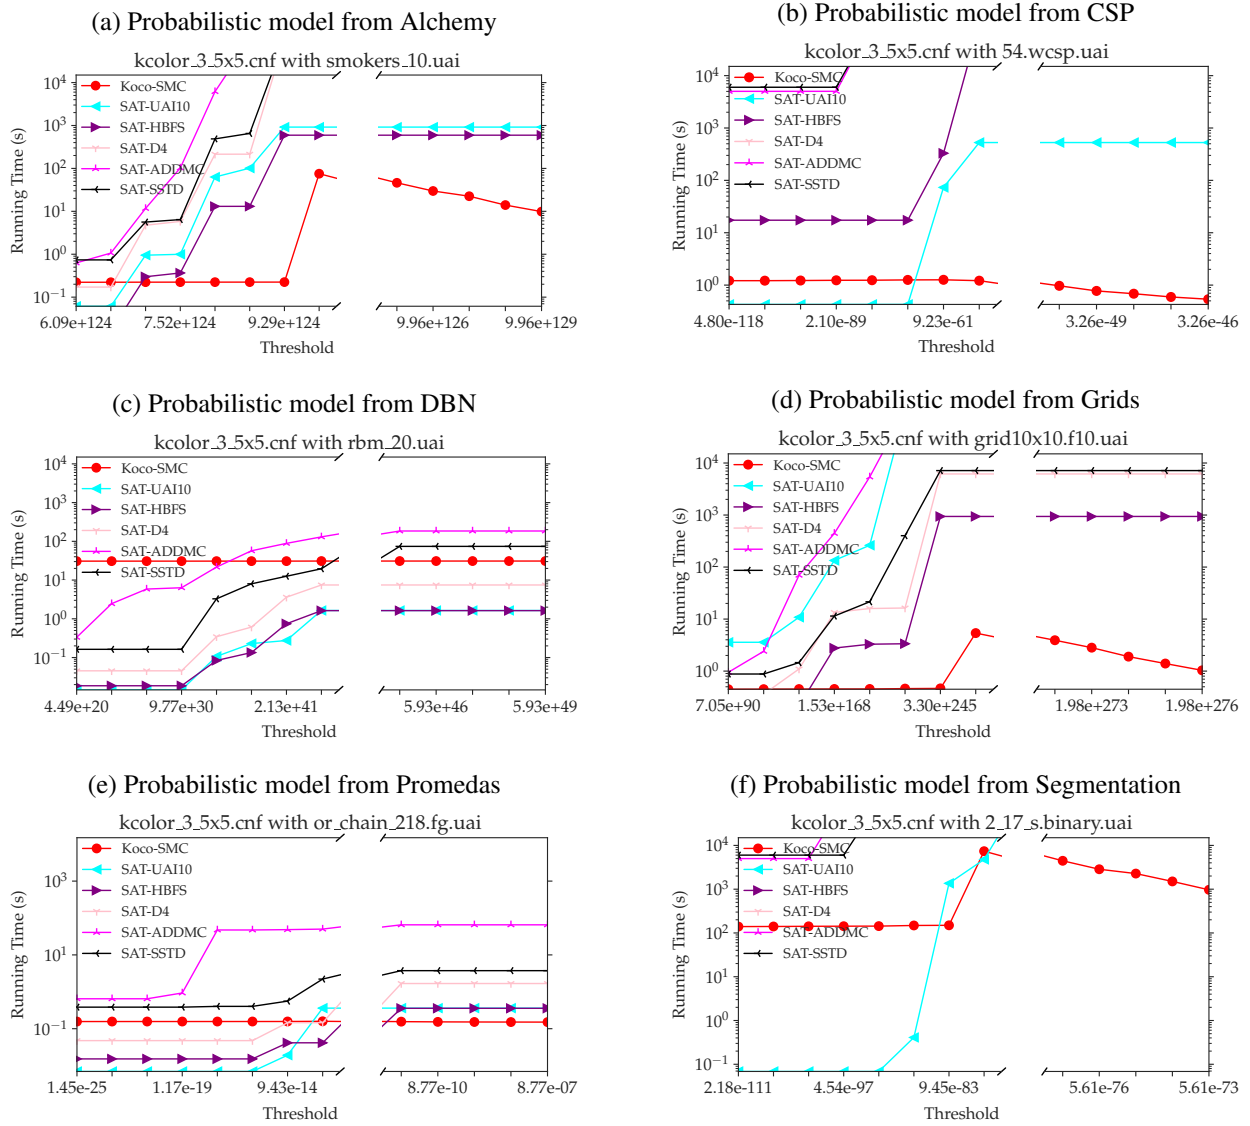 (a) Probabilistic model from Alchemy
kcolor_3_5x5.cnf with smokers_10.uai
Running Time (s)
10^4
10^3
10^2
10^1
10^0
10^-1
Koco-SMC
SAT-UAI10
SAT-HBFS
SAT-D4
SAT-ADDMC
SAT-SSTD
6.09e+124
7.52e+124
9.29e+124
9.96e+126
9.96e+129
Threshold
(b) Probabilistic model from CSP
kcolor_3_5x5.cnf with 54.wcsp.uai
Running Time (s)
10^4
10^3
10^2
10^1
10^0
Koco-SMC
SAT-UAI10
SAT-HBFS
SAT-D4
SAT-ADDMC
SAT-SSTD
4.80e-118
2.10e-89
9.23e-61
3.26e-49
3.26e-46
Threshold
(c) Probabilistic model from DBN
kcolor_3_5x5.cnf with rbm_20.uai
Running Time (s)
10^4
10^3
10^2
10^1
10^0
10^-1
Koco-SMC
SAT-UAI10
SAT-HBFS
SAT-D4
SAT-ADDMC
SAT-SSTD
4.49e+20
9.77e+30
2.13e+41
5.93e+46
5.93e+49
Threshold
(d) Probabilistic model from Grids
kcolor_3_5x5.cnf with grid10x10.f10.uai
Running Time (s)
10^4
10^3
10^2
10^1
10^0
Koco-SMC
SAT-UAI10
SAT-HBFS
SAT-D4
SAT-ADDMC
SAT-SSTD
7.05e+90
1.53e+168
3.30e+245
1.98e+273
1.98e+276
Threshold
(e) Probabilistic model from Promedas
kcolor_3_5x5.cnf with or_chain_218.fg.uai
Running Time (s)
10^3
10^1
10^-1
Koco-SMC
SAT-UAI10
SAT-HBFS
SAT-D4
SAT-ADDMC
SAT-SSTD
1.45e-25
1.17e-19
9.43e-14
8.77e-10
8.77e-07
Threshold
(f) Probabilistic model from Segmentation
kcolor_3_5x5.cnf with 2_17_s.binary.uai
Running Time (s)
10^4
10^3
10^2
10^1
10^0
10^-1
Koco-SMC
SAT-UAI10
SAT-HBFS
SAT-D4
SAT-ADDMC
SAT-SSTD
2.18e-111
4.54e-97
9.45e-83
5.61e-76
5.61e-73
Threshold